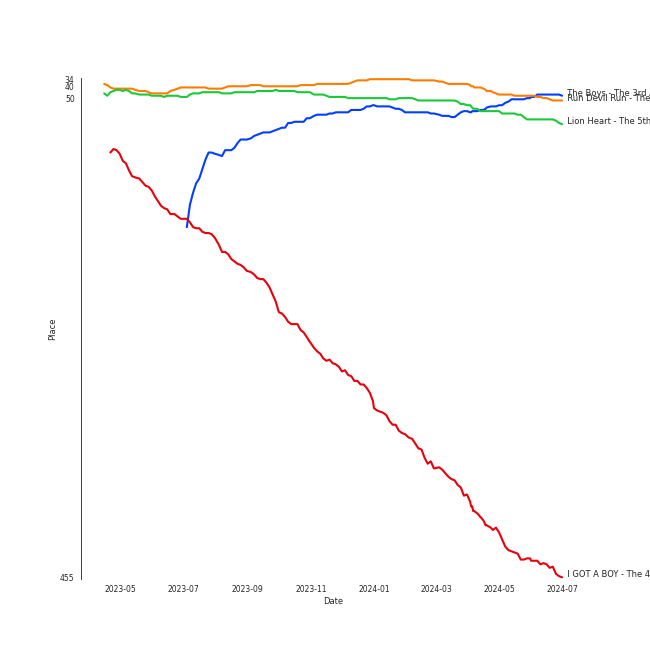 34
40
50
455
Place
The Boys - The 3rd
Run Devil Run - The
Lion Heart - The 5th
I GOT A BOY - The 4
2023-05 2023-07 2023-09 2023-11 2024-01 2024-03 2024-05 2024-07
Date